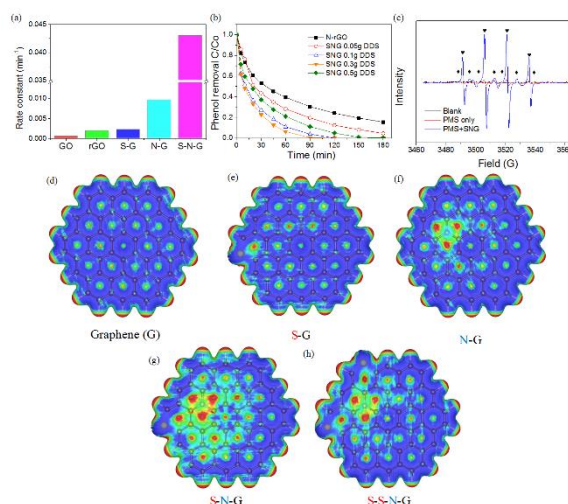 (a)
0.045
0.040
0.035
0.010
0.005
0.000
Rate constant (min⁻¹)
GO rGO S-G N-G S-N-G
(b)
1.0
0.8
0.6
0.4
0.2
0.0
Phenol removal C/Co
N-rGO
SNG 0.05g DDS
SNG 0.1g DDS
SNG 0.3g DDS
SNG 0.5g DDS
0 30 60 90 120 150 180
Time (min)
(c)
Intensity
Blank
PMS only
PMS+SNG
3480 3500 3520 3540
Field (G)
(d)
Graphene (G)
(e)
S-G
(f)
N-G
(g)
S-N-G
(h)
S-S-N-G